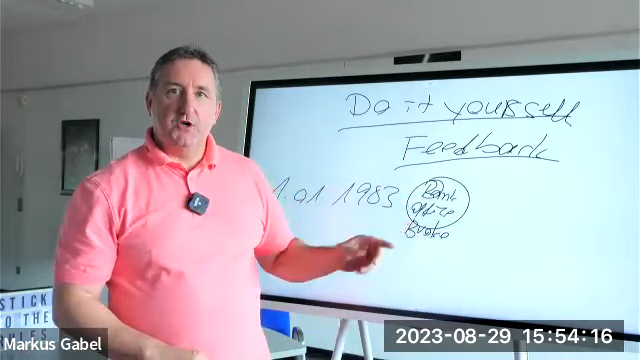 Do it yourself
Feedback
1.01.1983
Bank
STICK
TO THE
RULES
Markus Gabel
2023-08-29 15:54:16